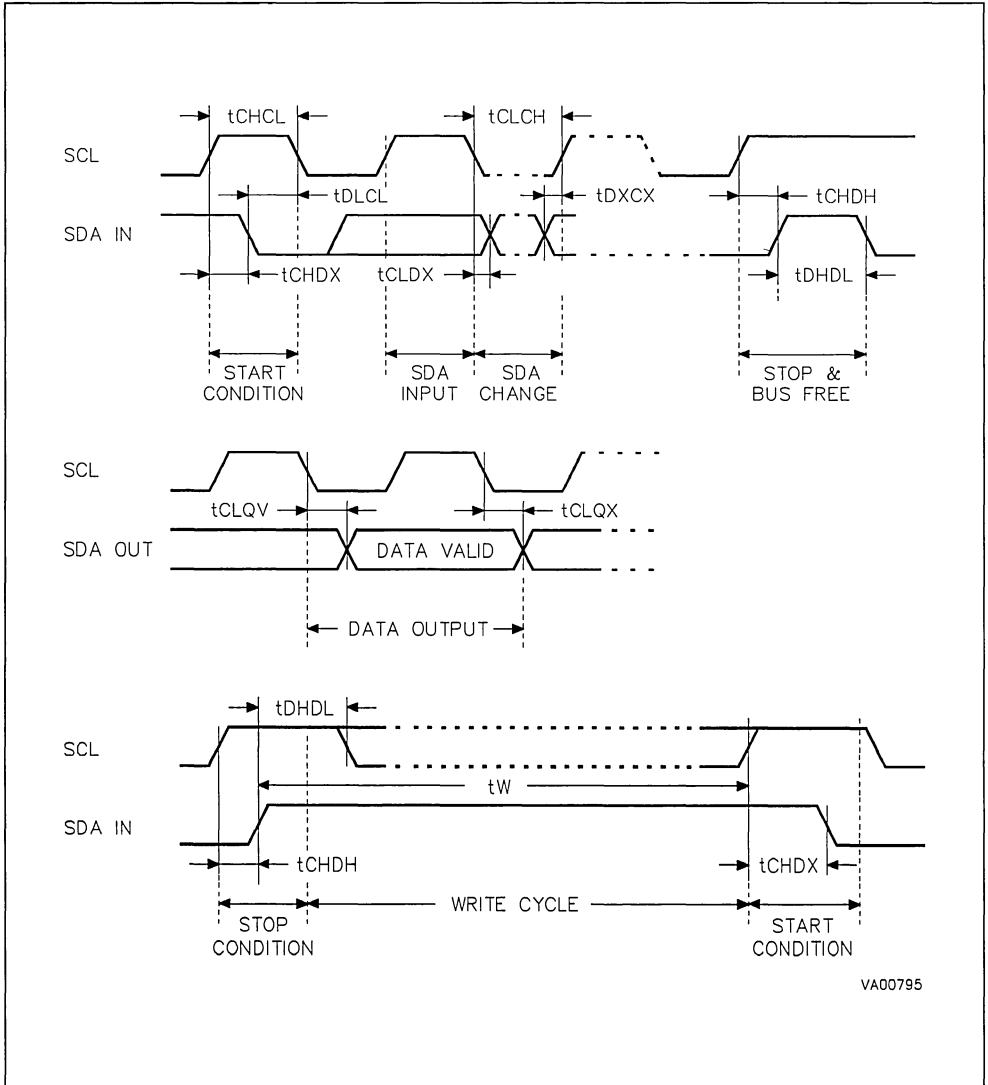 tCHCL
tCLCH
SCL
tDLCL
tDXCX
tCHDH
SDA IN
tCHDX
tCLDX
tDHDL
START
CONDITION
SDA
INPUT
SDA
CHANGE
STOP &
BUS FREE
SCL
tCLQV
tCLQX
SDA OUT
DATA VALID
DATA OUTPUT
tDHDL
SCL
tW
SDA IN
tCHDH
tCHDX
WRITE CYCLE
STOP
CONDITION
START
CONDITION
VA00795